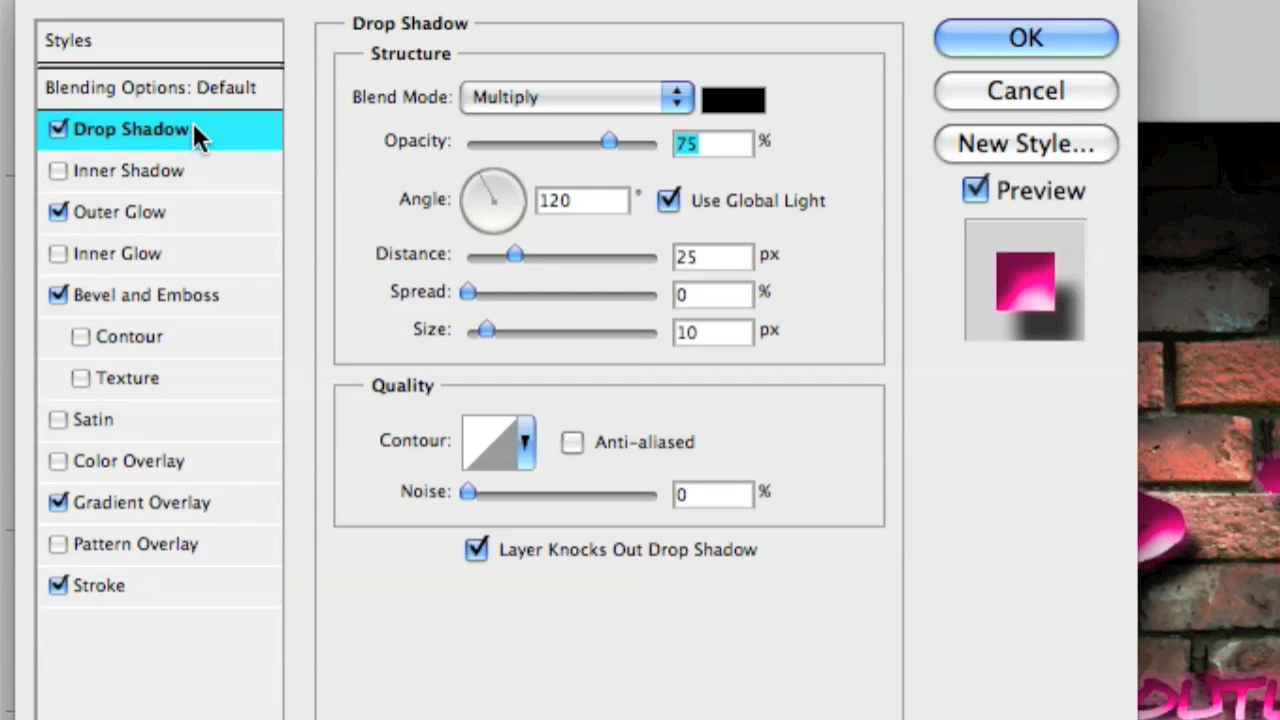 Styles
Blending Options: Default
Drop Shadow
Inner Shadow
Outer Glow
Inner Glow
Bevel and Emboss
Contour
Texture
Satin
Color Overlay
Gradient Overlay
Pattern Overlay
Stroke
Drop Shadow
Structure
Blend Mode: Multiply
Opacity: 75 %
Angle: 120 ° Use Global Light
Distance: 25 px
Spread: 0 %
Size: 10 px
Quality
Contour: Anti-aliased
Noise: 0 %
Layer Knocks Out Drop Shadow
OK
Cancel
New Style...
Preview